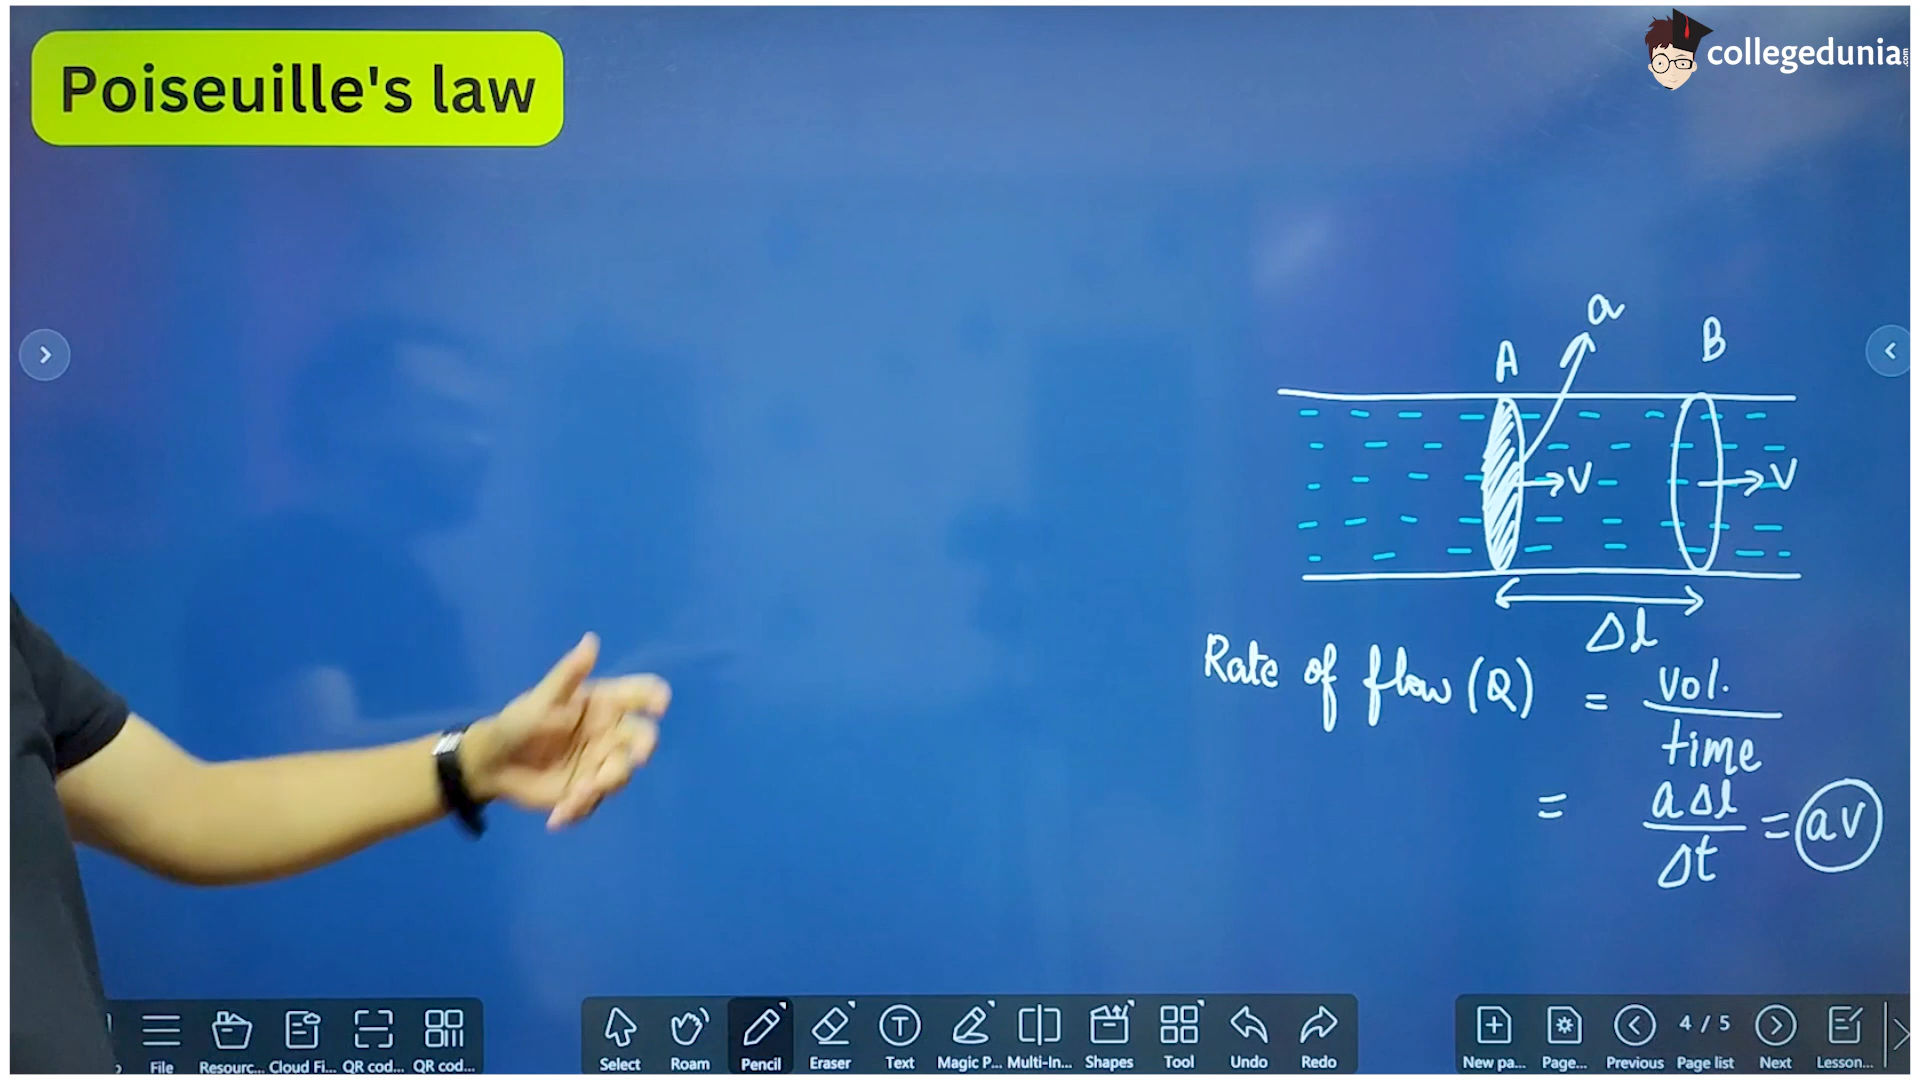 Poiseuille's law
collegedunia
.com
a
A
B
V
V
Δl
Rate of flow (Q) = vol.
time
= a Δl = av
Δt
File
Resourc...
Cloud Fi...
QR cod...
QR cod...
Select
Roam
Pencil
Eraser
Text
Magic P...
Multi-In...
Shapes
Tool
Undo
Redo
New pa...
Page...
Previous
4 / 5
Page list
Next
Lesson...